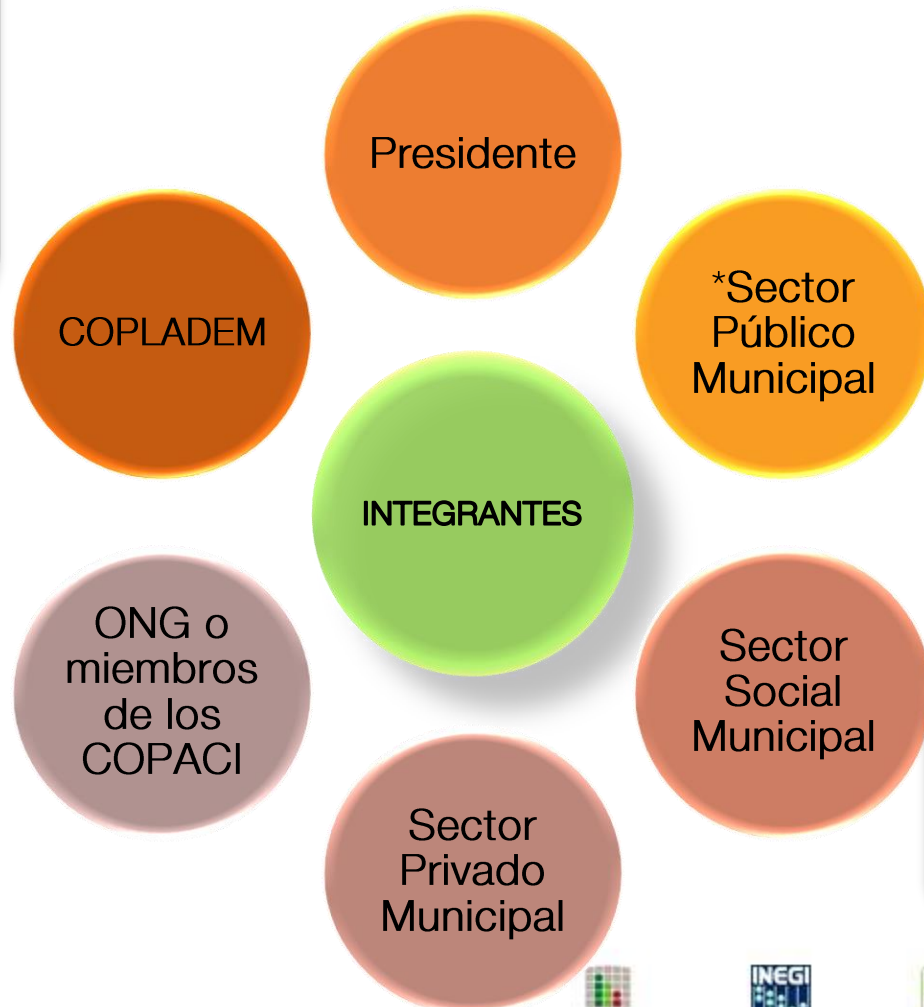 Presidente
*Sector
Público
Municipal
COPLADEM
INTEGRANTES
Sector
Social
Municipal
ONG o
miembros
de los
COPACI
Sector
Privado
Municipal
INEGI